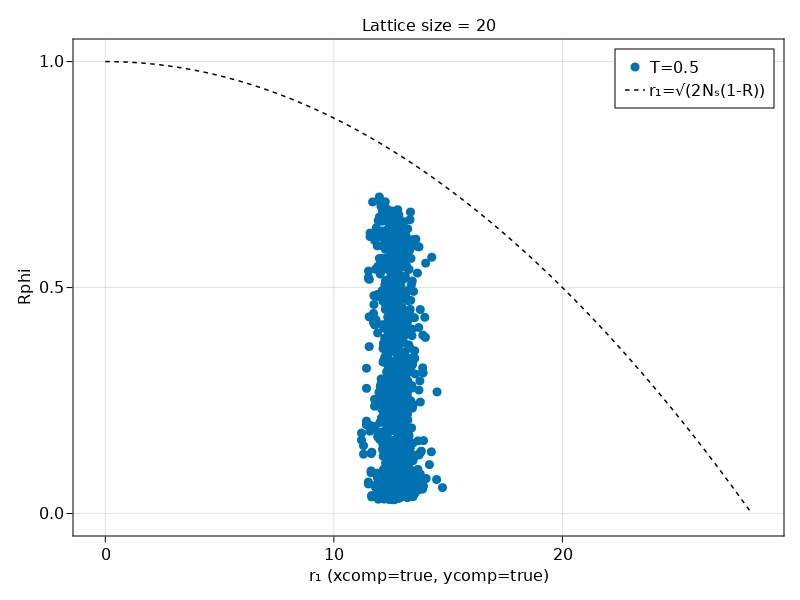 Lattice size = 20
T=0.5
r₁=√(2Nₛ(1-R))
1.0
0.5
0.0
Rphi
0
10
20
r₁ (xcomp=true, ycomp=true)